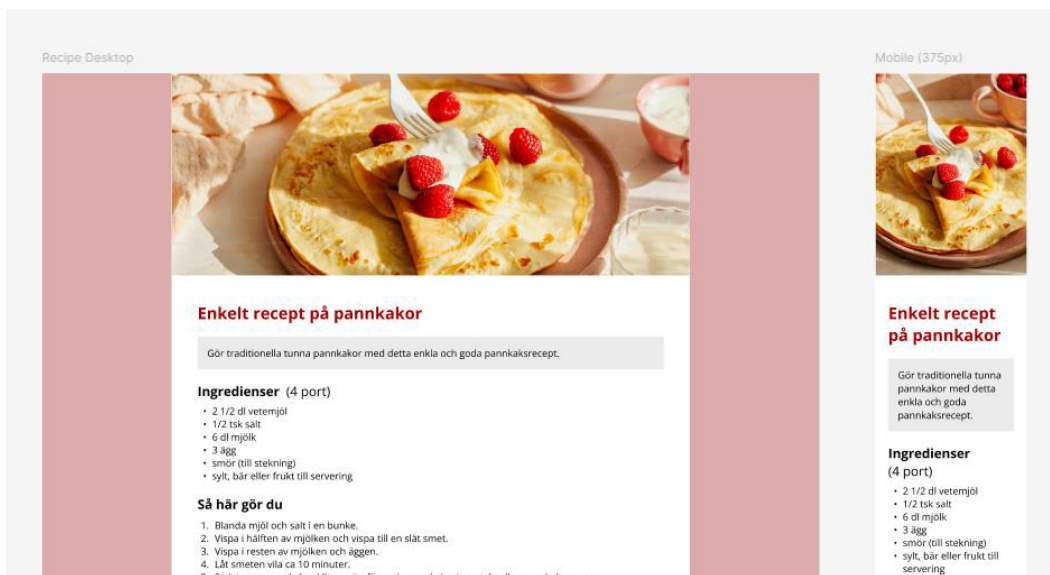 Recipe Desktop
Enkelt recept på pannkakor
Gör traditionella tunna pannkakor med detta enkla och goda pannkaksrecept.
Ingredienser (4 port)
• 2 1/2 dl vetemjöl
• 1/2 tsk salt
• 6 dl mjölk
• 3 ägg
• smör (till stekning)
• sylt, bär eller frukt till servering
Så här gör du
1. Blanda mjöl och salt i en bunke.
2. Vispa i hälften av mjölken och vispa till en slät smet.
3. Vispa i resten av mjölken och äggen.
4. Låt smeten vila ca 10 minuter.
Mobile (375px)
Enkelt recept
på pannkakor
Gör traditionella tunna
pannkakor med detta
enkla och goda
pannkaksrecept.
Ingredienser
(4 port)
• 2 1/2 dl vetemjöl
• 1/2 tsk salt
• 6 dl mjölk
• 3 ägg
• smör (till stekning)
• sylt, bär eller frukt till
servering